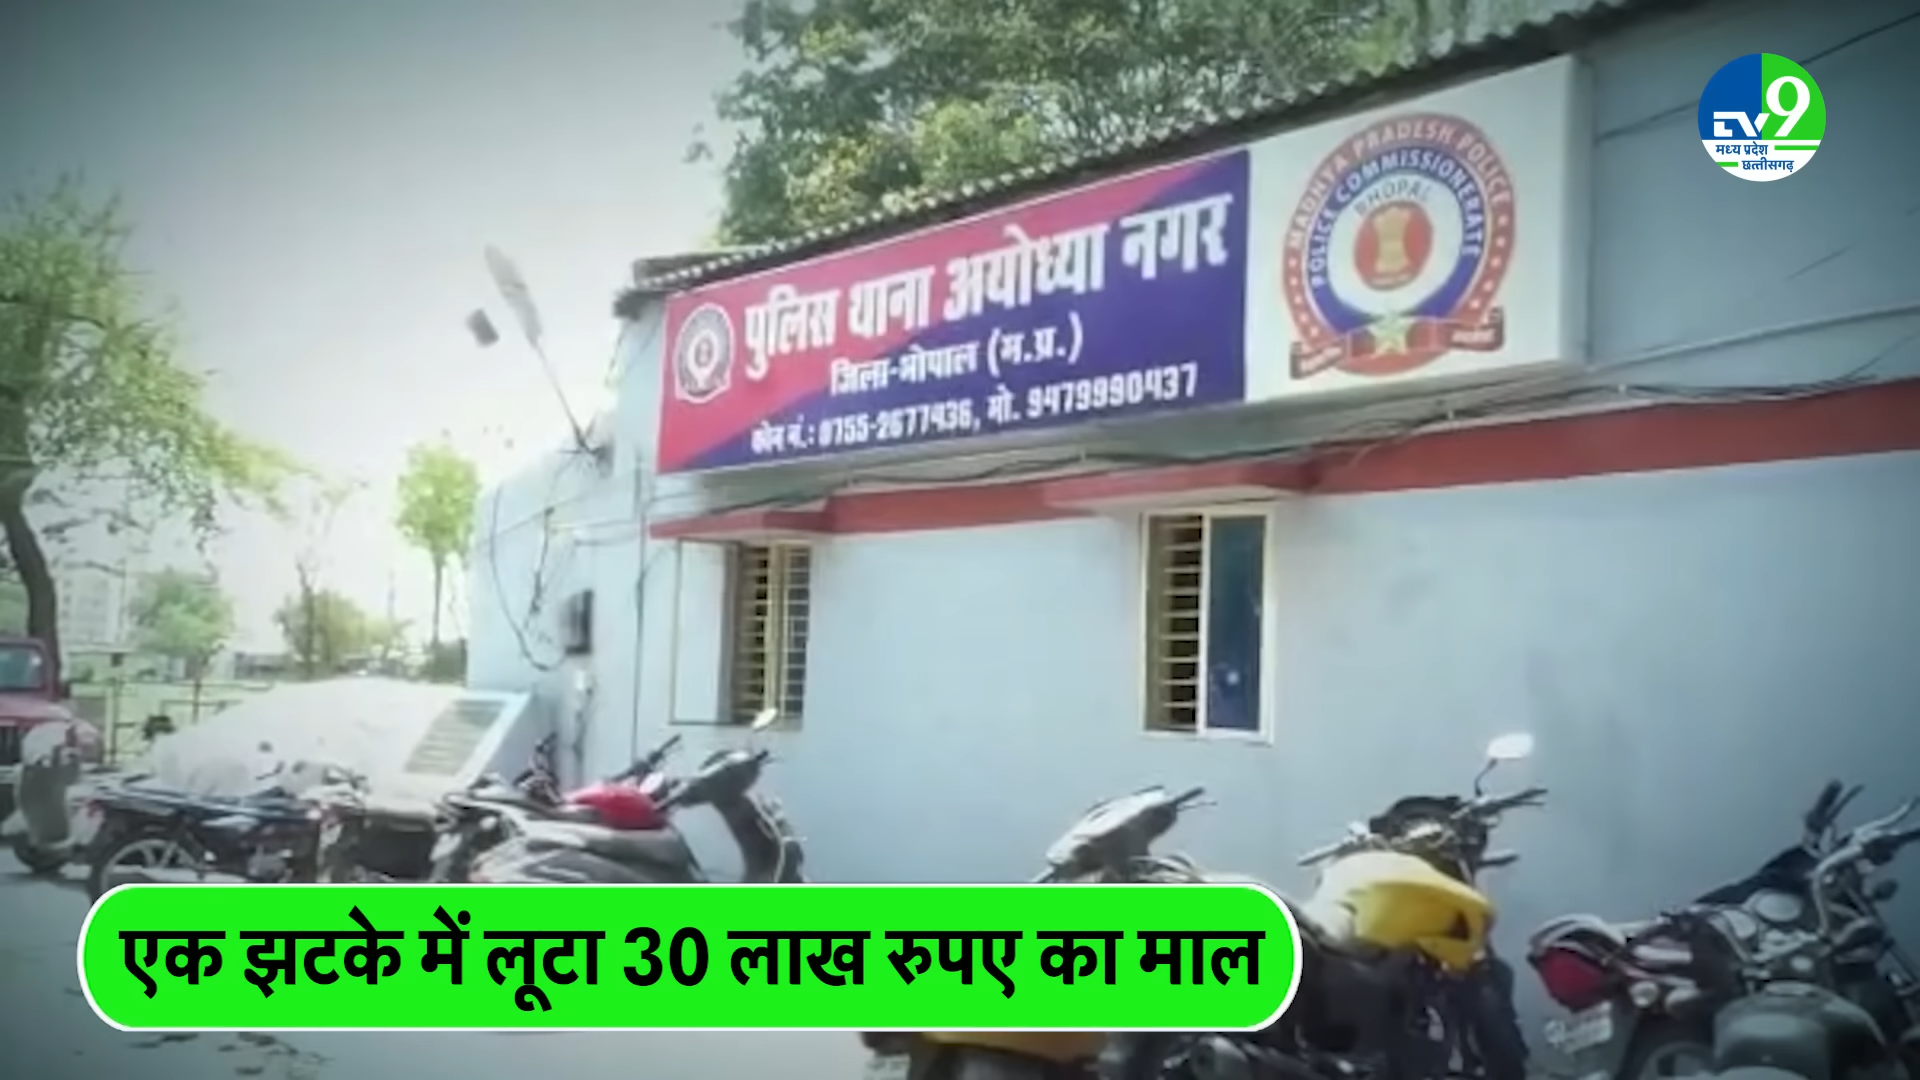 TV9
मध्य प्रदेश
छत्तीसगढ़
पुलिस थाना अयोध्या नगर
जिला-भोपाल (म.प्र.)
फोन नं.: 0755-2677436, मो. 9479990437
MADHYA PRADESH POLICE
POLICE COMMISSIONERATE
BHOPAL
एक झटके में लूटा 30 लाख रुपए का माल